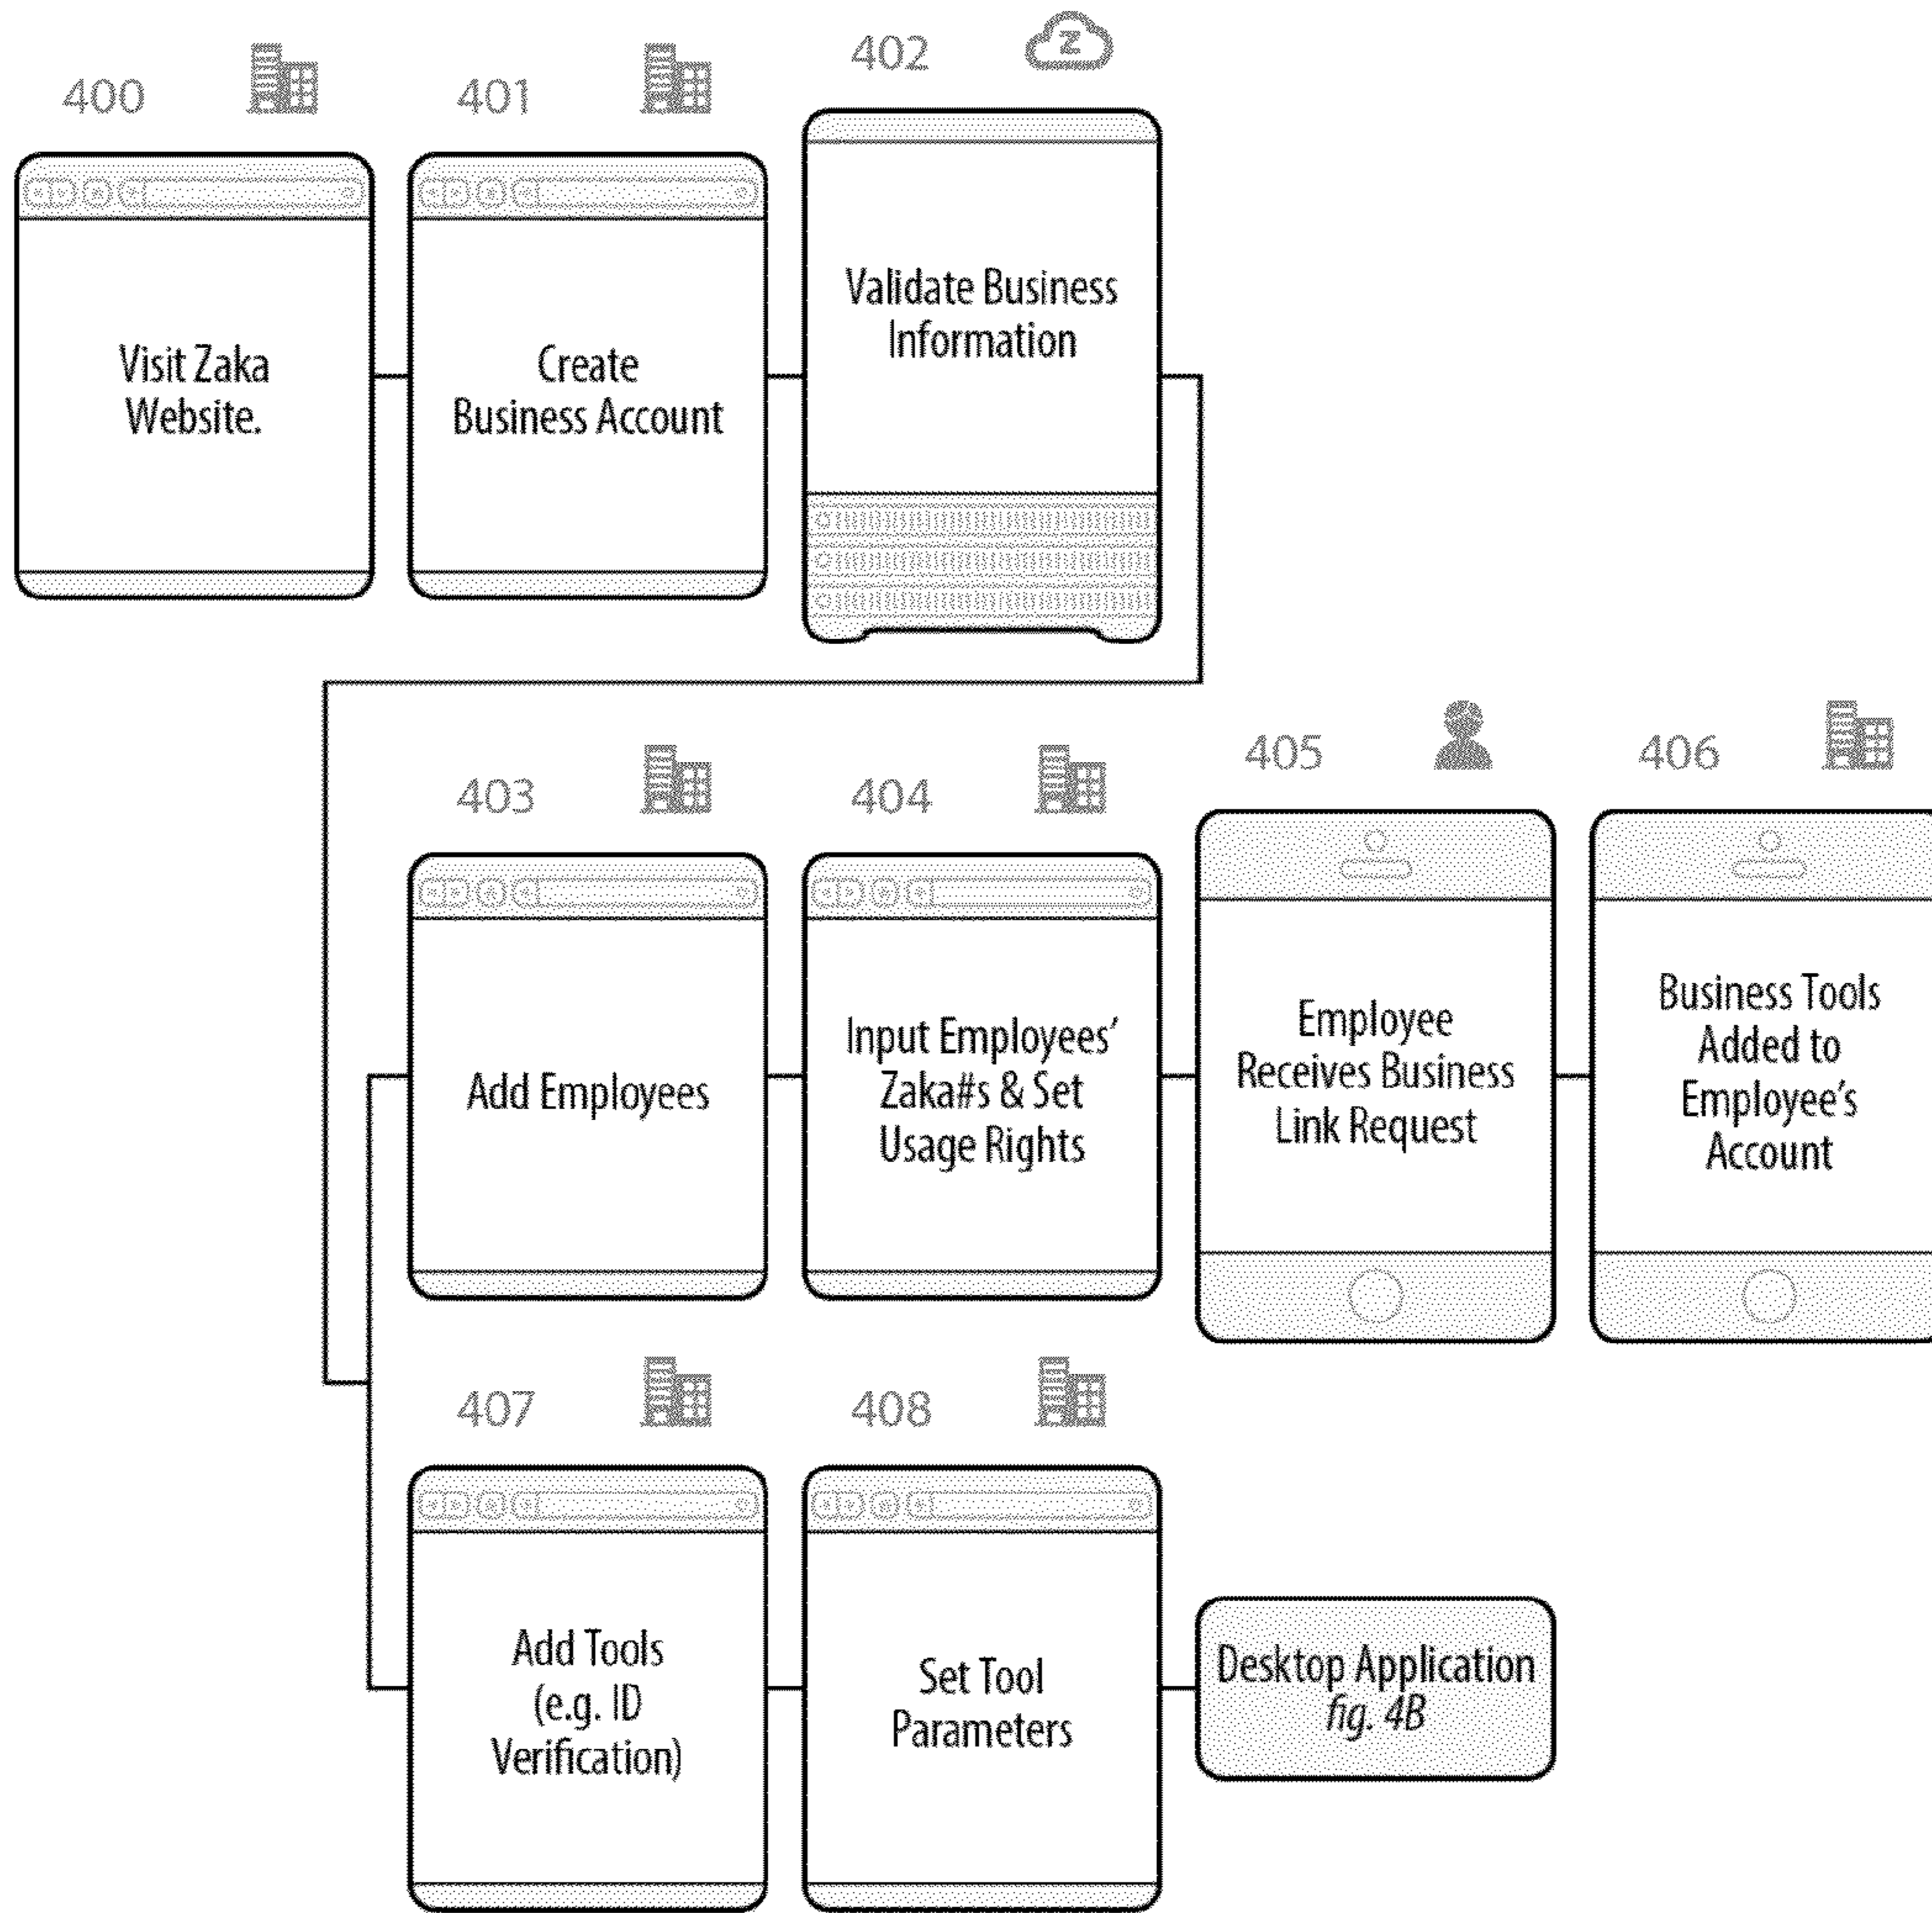 400
401
402
Z
Visit Zaka
Website.
Create
Business Account
Validate Business
Information
403
404
405
406
Add Employees
Input Employees’
Zaka#s & Set
Usage Rights
Employee
Receives Business
Link Request
Business Tools
Added to
Employee’s
Account
407
408
Add Tools
(e.g. ID
Verification)
Set Tool
Parameters
Desktop Application
fig. 4B